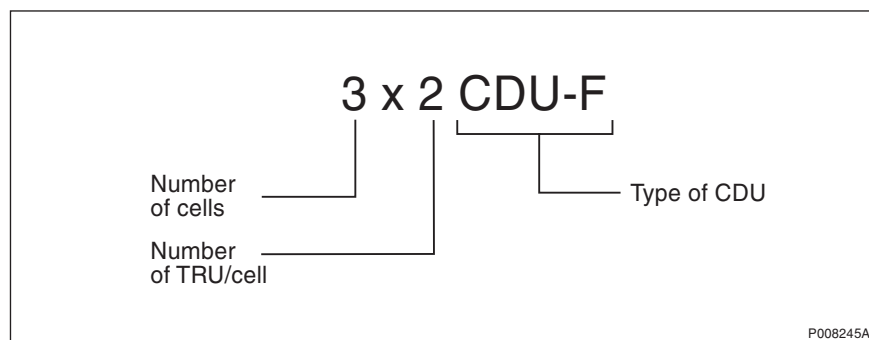 3 x 2 CDU-F
Number
of cells
Type of CDU
Number
of TRU/cell
P008245A